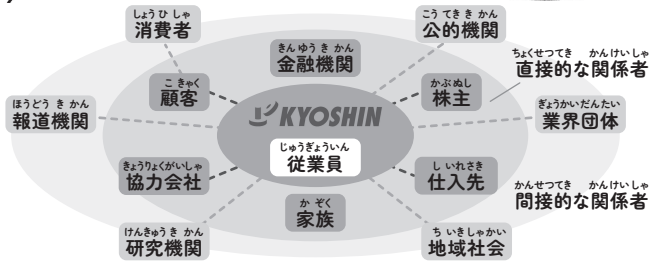 しょうひしゃ
消費者
こうてききかん
公的機関
きんゆうきかん
金融機関
ちょくせつてき かんけいしゃ
直接的な関係者
こきゃく
顧客
かぶぬし
株主
ほうどうきかん
報道機関
KYOSHIN
ぎょうかいだんたい
業界団体
じゅうぎょういん
従業員
きょうりょくがいしゃ
協力会社
しいれさき
仕入先
かんせつてき かんけいしゃ
間接的な関係者
かぞく
家族
けんきゅうきかん
研究機関
ちいきしゃかい
地域社会